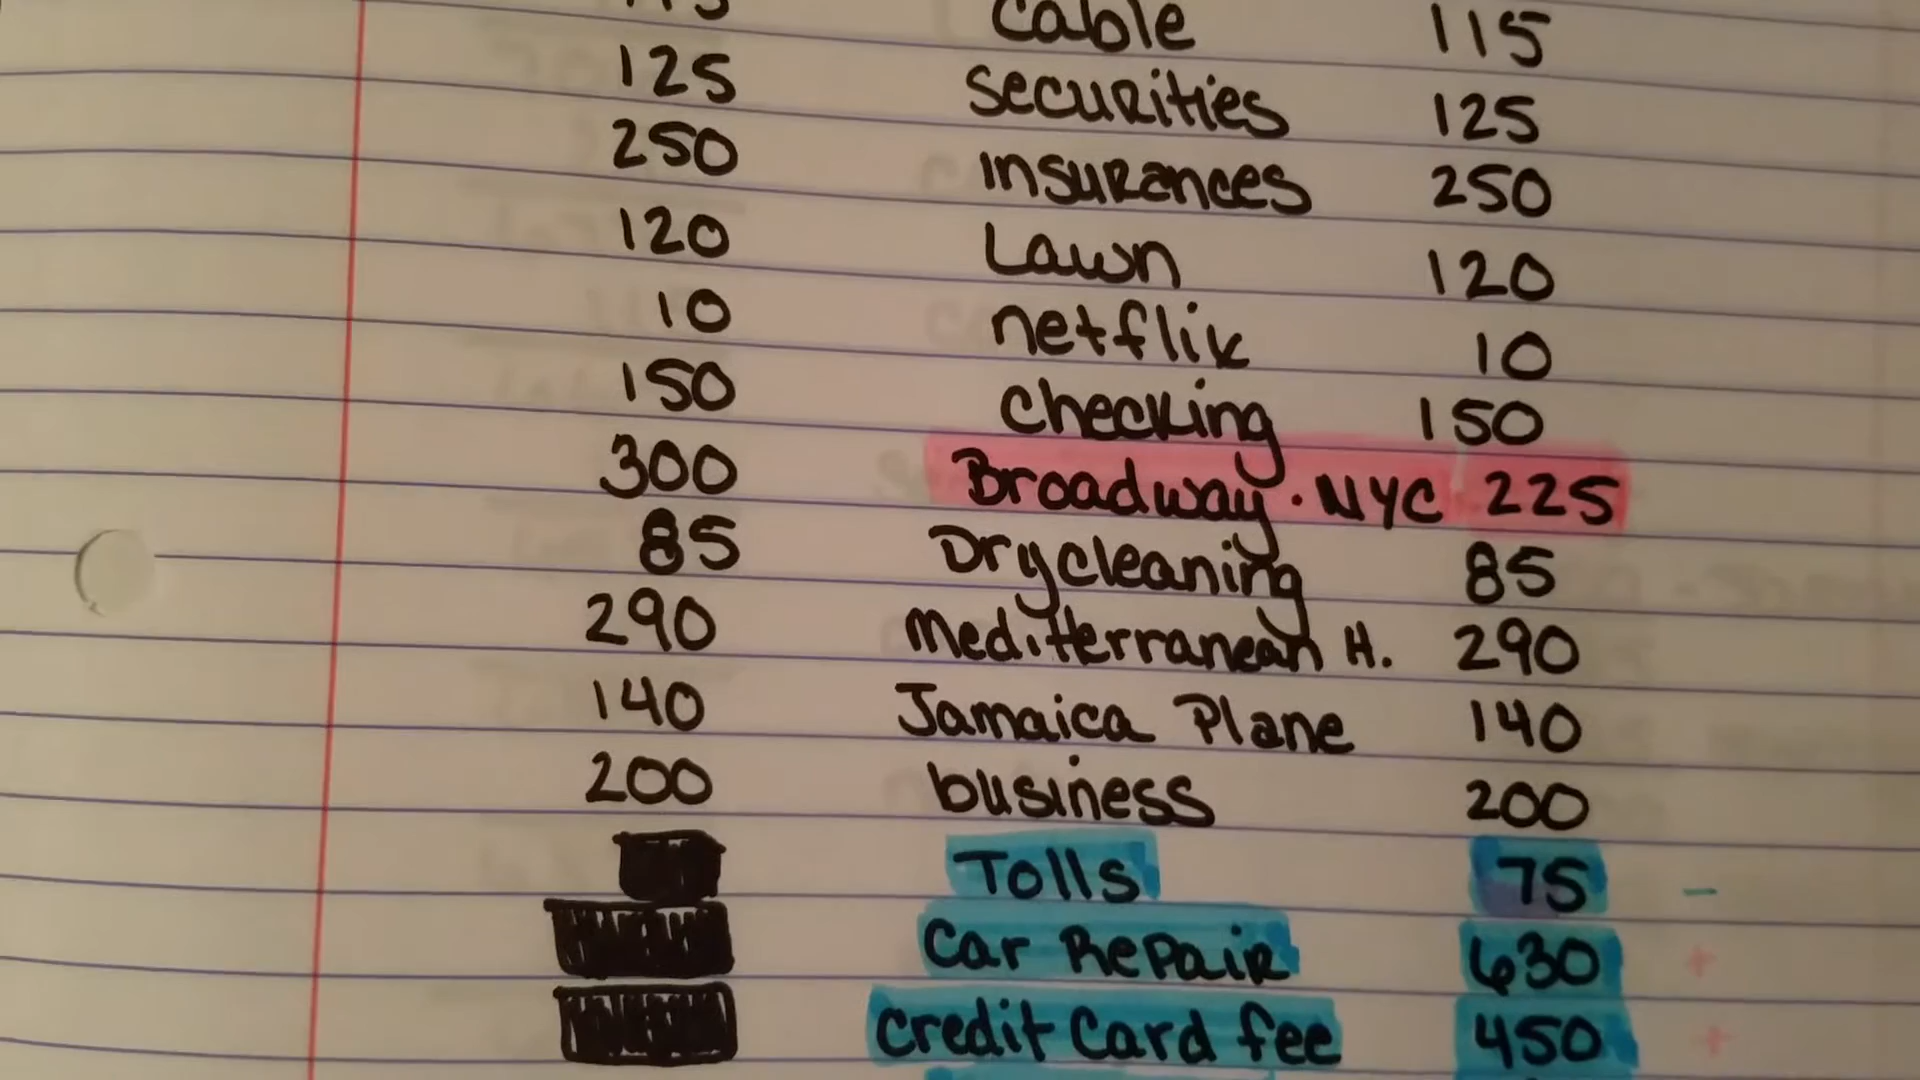 Cable 115
125 Securities 125
250 Insurances 250
120 Lawn 120
10 netflix 10
150 Checking 150
300 Broadway · NYC 225
85 Drycleaning 85
290 Mediterranean H. 290
140 Jamaica Plane 140
200 business 200
Tolls 75 -
Car Repair 630 +
Credit Card fee 450 +